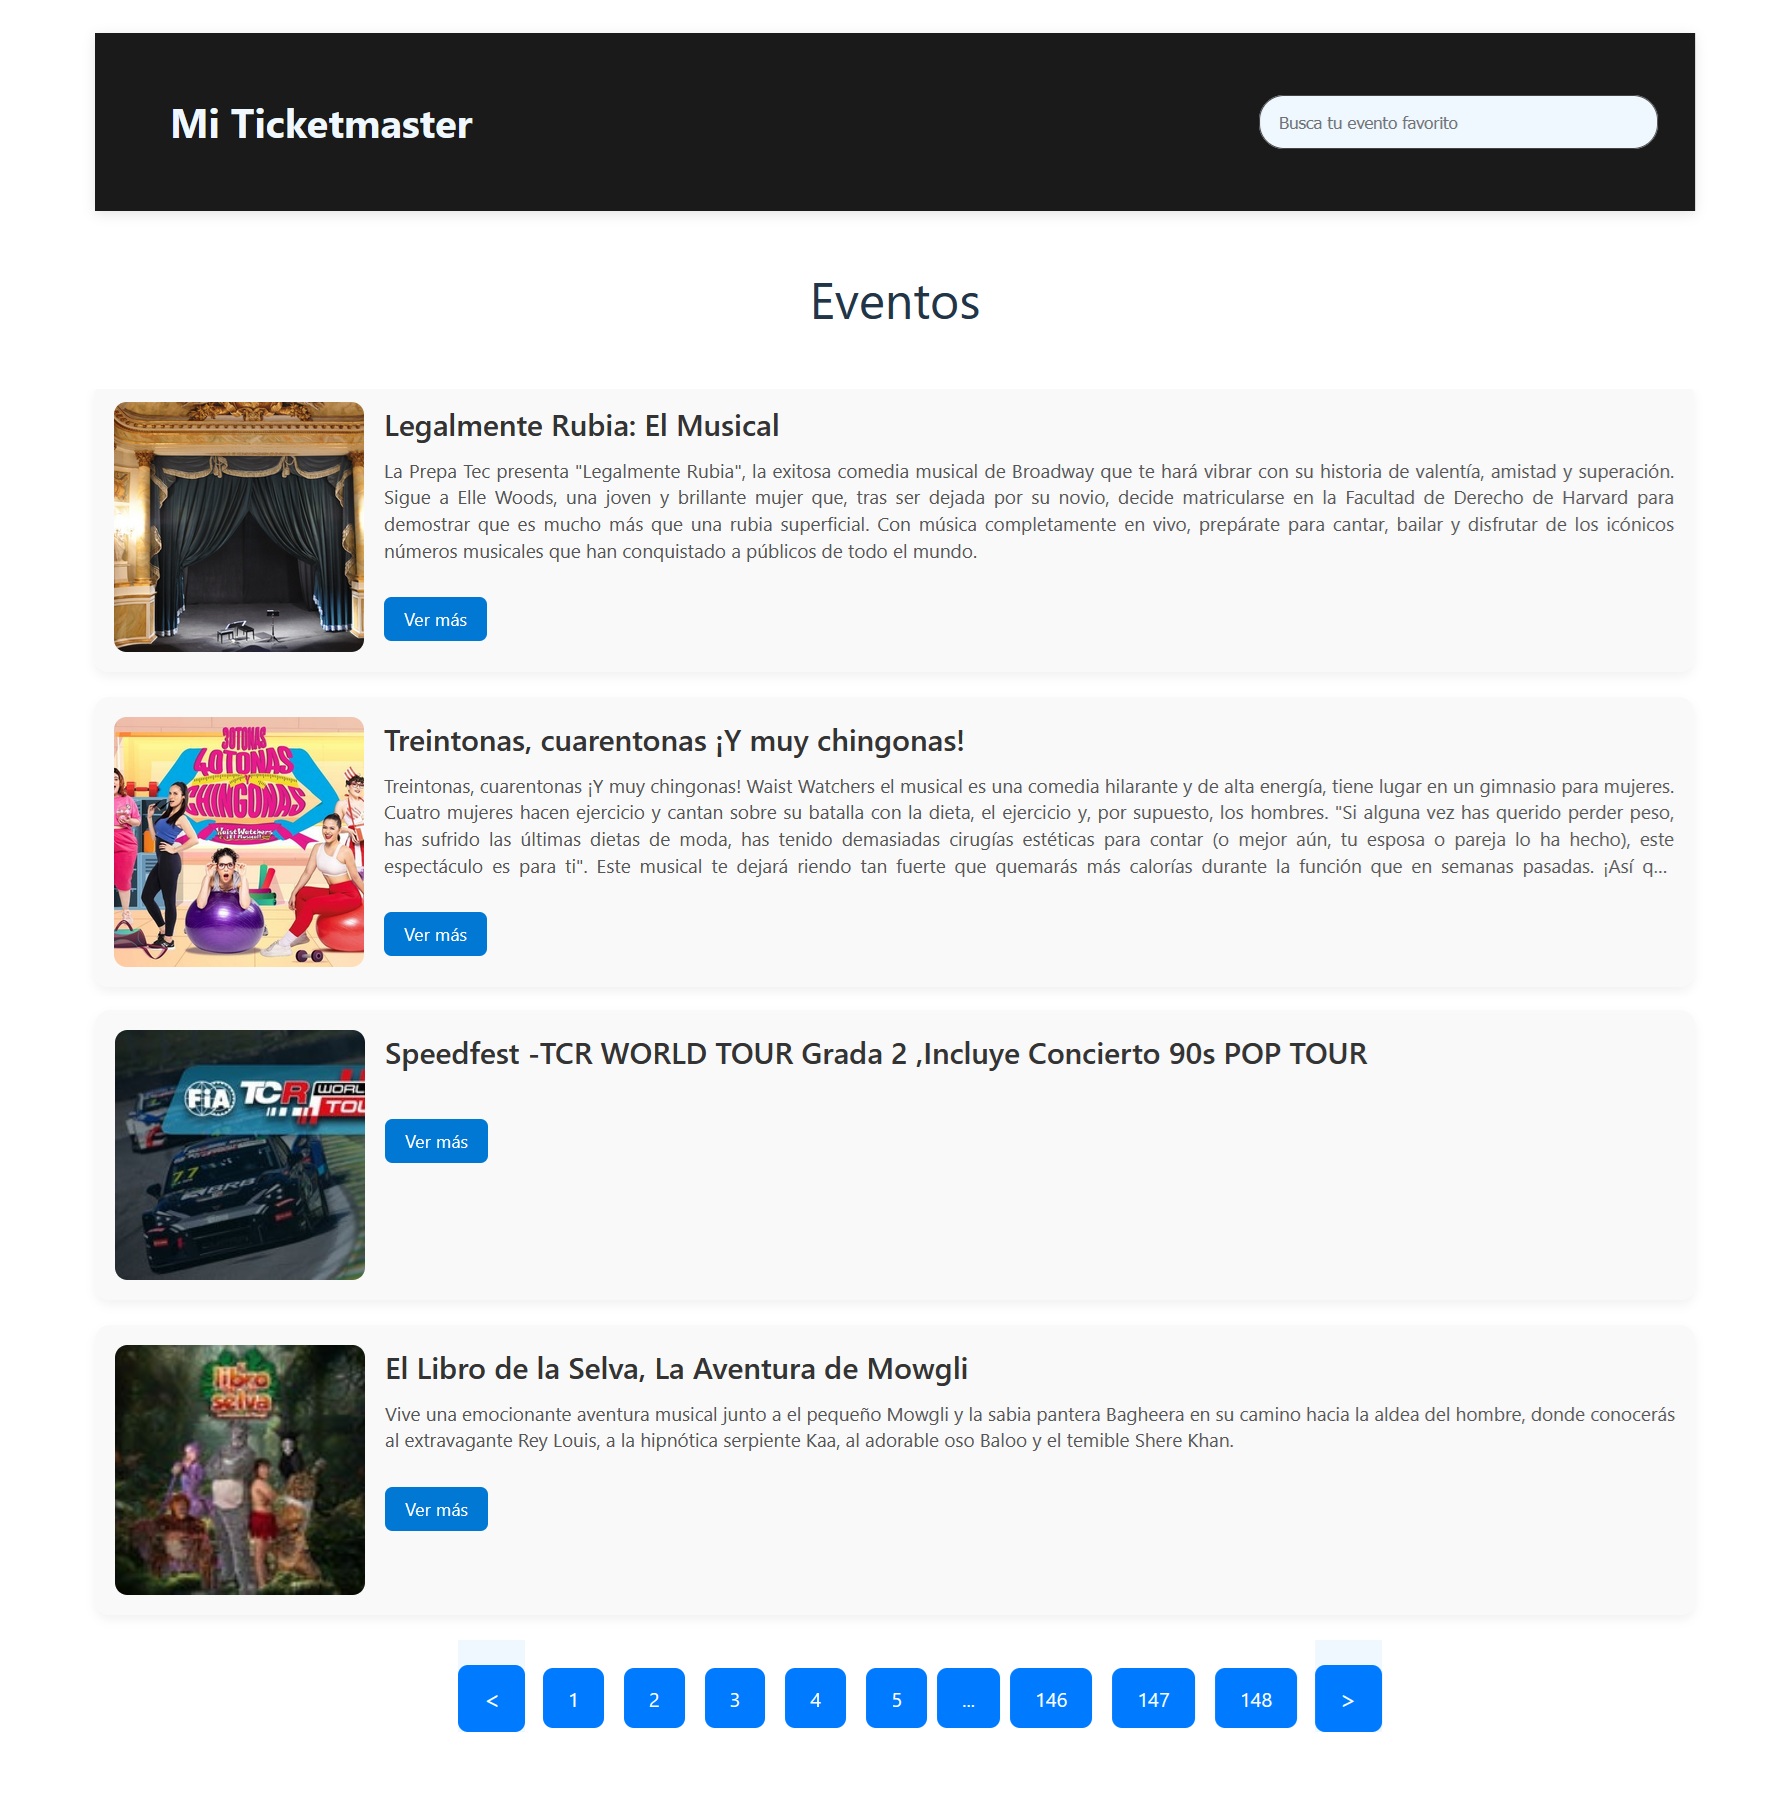 Mi Ticketmaster
Busca tu evento favorito
Eventos
Legalmente Rubia: El Musical
La Prepa Tec presenta "Legalmente Rubia", la exitosa comedia musical de Broadway que te hará vibrar con su historia de valentía, amistad y superación.
Sigue a Elle Woods, una joven y brillante mujer que, tras ser dejada por su novio, decide matricularse en la Facultad de Derecho de Harvard para
demostrar que es mucho más que una rubia superficial. Con música completamente en vivo, prepárate para cantar, bailar y disfrutar de los icónicos
números musicales que han conquistado a públicos de todo el mundo.
Ver más
30TONAS
40TONAS
Y
CHINGONAS
Waist Watchers
Treintonas, cuarentonas ¡Y muy chingonas!
Treintonas, cuarentonas ¡Y muy chingonas! Waist Watchers el musical es una comedia hilarante y de alta energía, tiene lugar en un gimnasio para mujeres.
Cuatro mujeres hacen ejercicio y cantan sobre su batalla con la dieta, el ejercicio y, por supuesto, los hombres. "Si alguna vez has querido perder peso,
has sufrido las últimas dietas de moda, has tenido demasiadas cirugías estéticas para contar (o mejor aún, tu esposa o pareja lo ha hecho), este
espectáculo es para ti". Este musical te dejará riendo tan fuerte que quemarás más calorías durante la función que en semanas pasadas. ¡Así q...
Ver más
FiA TCR WORL
TOU
77
BRB
Speedfest -TCR WORLD TOUR Grada 2 ,Incluye Concierto 90s POP TOUR
Ver más
libro
selva
El Libro de la Selva, La Aventura de Mowgli
Vive una emocionante aventura musical junto a el pequeño Mowgli y la sabia pantera Bagheera en su camino hacia la aldea del hombre, donde conocerás
al extravagante Rey Louis, a la hipnótica serpiente Kaa, al adorable oso Baloo y el temible Shere Khan.
Ver más
< 1 2 3 4 5 ... 146 147 148 >